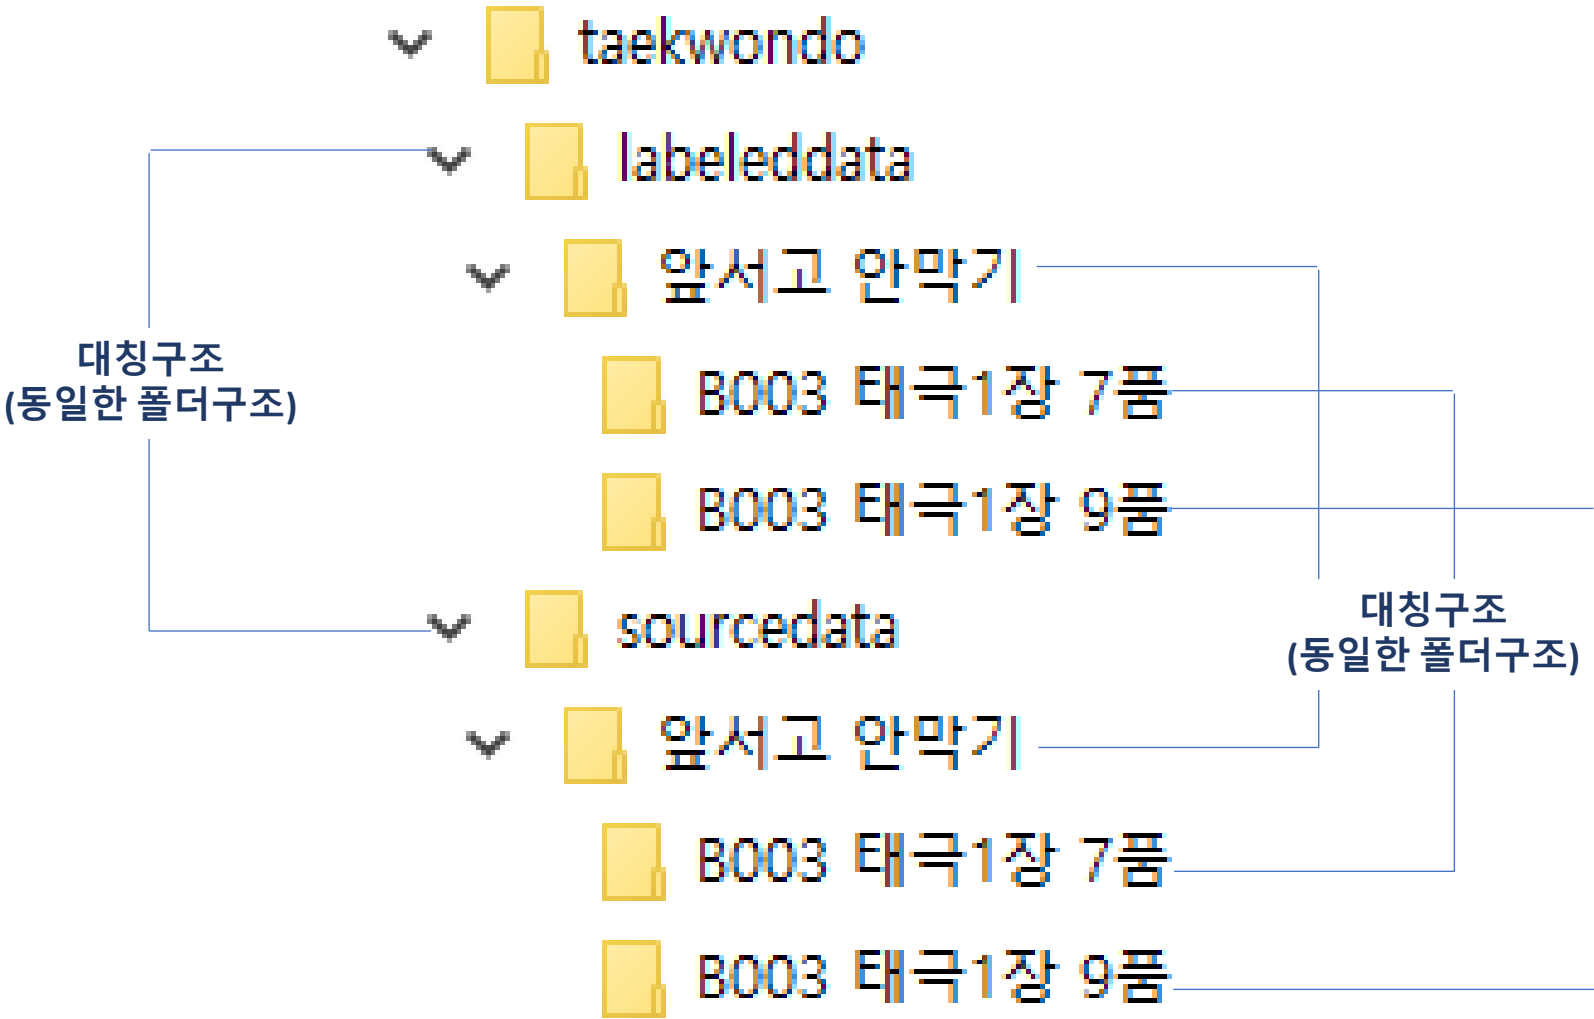 taekwondo
labeleddata
앞서고 안막기
대칭구조
(동일한 폴더구조)
B003 태극1장 7품
B003 태극1장 9품
대칭구조
(동일한 폴더구조)
sourcedata
앞서고 안막기
B003 태극1장 7품
B003 태극1장 9품